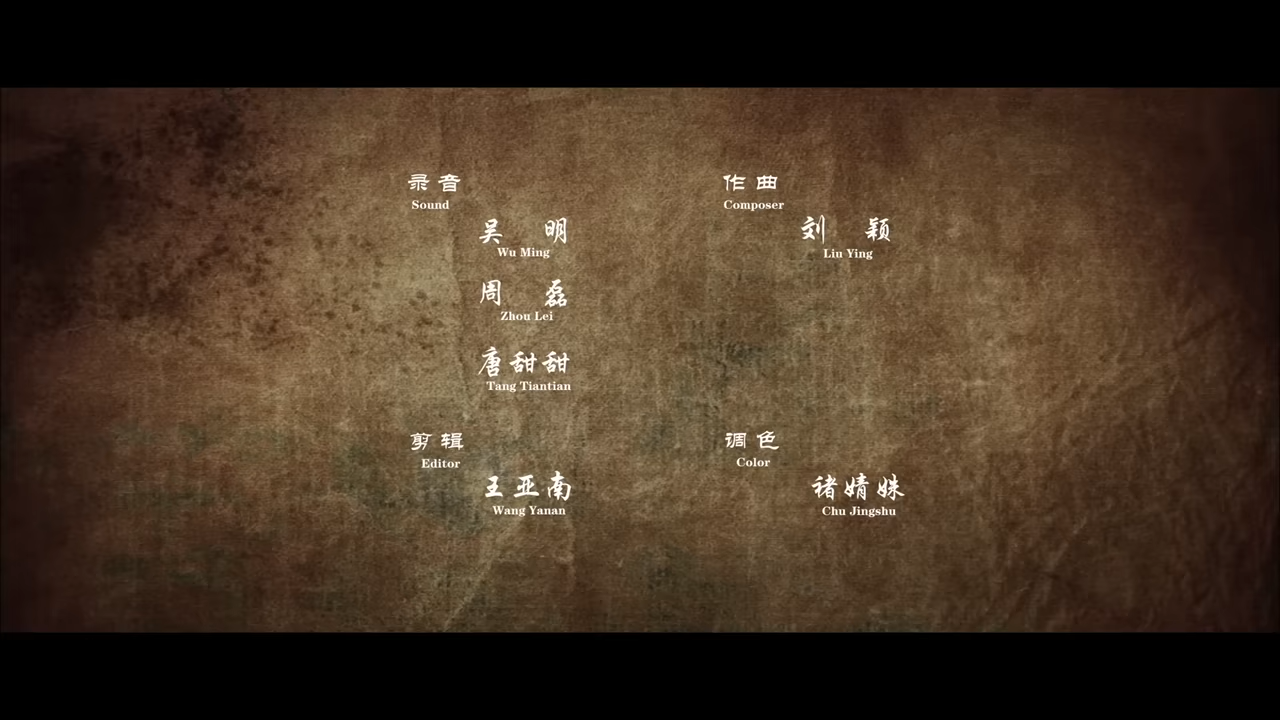 录音
Sound
吴 明
Wu Ming
周 磊
Zhou Lei
唐甜甜
Tang Tiantian
作曲
Composer
刘 颖
Liu Ying
剪辑
Editor
王亚南
Wang Yanan
调色
Color
诸婧姝
Chu Jingshu